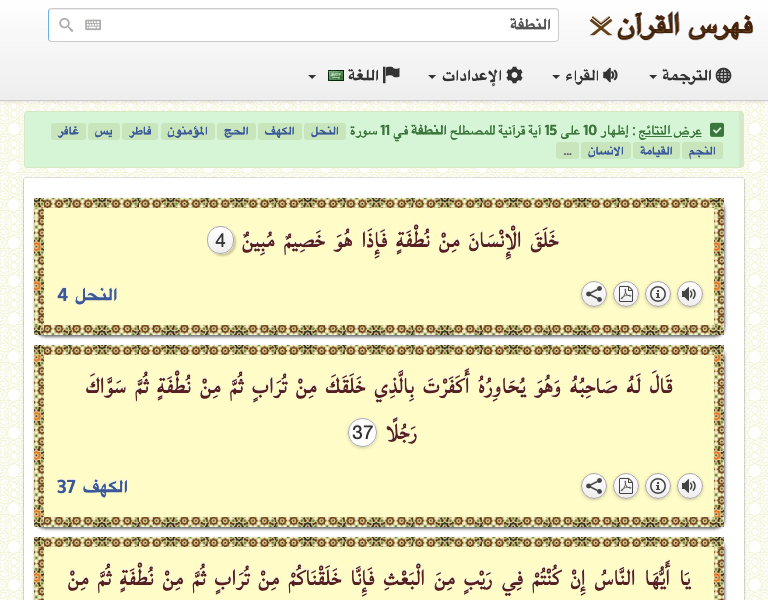 فهرس القرآن
النطفة
الترجمة القراء الإعدادات اللغة
عرض النتائج : إظهار 10 على 15 آية قرآنية للمصطلح النطفة في 11 سورة النحل الكهف الحج المؤمنون فاطر يس غافر
النجم القيامة الانسان ...
خَلَقَ الْإِنْسَانَ مِنْ نُطْفَةٍ فَإِذَا هُوَ خَصِيمٌ مُبِينٌ 4
النحل 4
قَالَ لَهُ صَاحِبُهُ وَهُوَ يُحَاوِرُهُ أَكَفَرْتَ بِالَّذِي خَلَقَكَ مِنْ تُرَابٍ ثُمَّ مِنْ نُطْفَةٍ ثُمَّ سَوَّاكَ
رَجُلًا 37
الكهف 37
يَا أَيُّهَا النَّاسُ إِنْ كُنْتُمْ فِي رَيْبٍ مِنَ الْبَعْثِ فَإِنَّا خَلَقْنَاكُمْ مِنْ تُرَابٍ ثُمَّ مِنْ نُطْفَةٍ ثُمَّ مِنْ